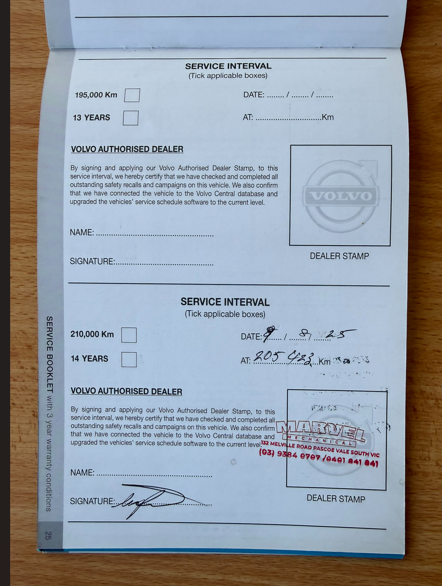 SERVICE INTERVAL
(Tick applicable boxes)
195,000 Km
DATE: ....... / ....... / .......
13 YEARS
AT: ............................Km
VOLVO AUTHORISED DEALER
By signing and applying our Volvo Authorised Dealer Stamp, to this
service interval, we hereby certify that we have checked and completed all
outstanding safety recalls and campaigns on this vehicle. We also confirm
that we have connected the vehicle to the Volvo Central database and
upgraded the vehicles' service schedule software to the current level.
VOLVO
NAME:
SIGNATURE:
DEALER STAMP
SERVICE INTERVAL
(Tick applicable boxes)
210,000 Km
DATE: 9 / 8 / 25
14 YEARS
AT: 205 423 Km
VOLVO AUTHORISED DEALER
By signing and applying our Volvo Authorised Dealer Stamp, to this
service interval, we hereby certify that we have checked and completed all
outstanding safety recalls and campaigns on this vehicle. We also confirm
that we have connected the vehicle to the Volvo Central database and
upgraded the vehicles' service schedule software to the current level.
MARVEL
MECHANICAL
132 MELVILLE ROAD PASCOE VALE SOUTH VIC
(03) 9384 0707 /0401 841 841
NAME:
SIGNATURE:
DEALER STAMP
SERVICE BOOKLET with 3 year warranty conditions
25